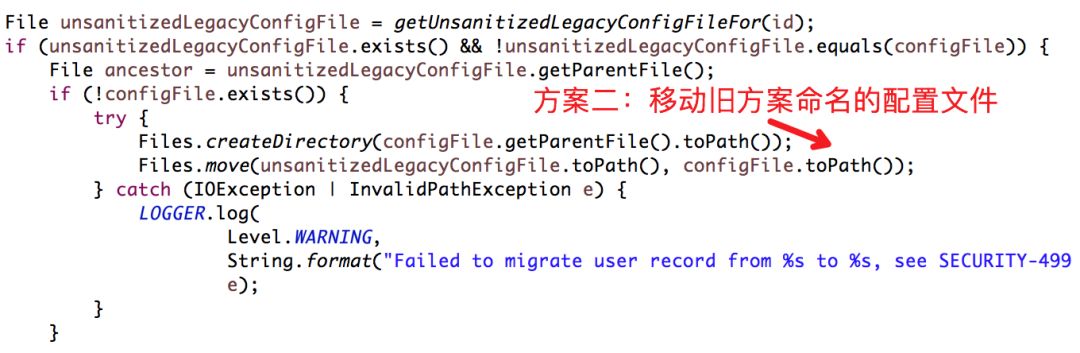 File unsanitizedLegacyConfigFile = getUnsanitizedLegacyConfigFileFor(id);
if (unsanitizedLegacyConfigFile.exists() && !unsanitizedLegacyConfigFile.equals(configFile)) {
File ancestor = unsanitizedLegacyConfigFile.getParentFile();
if (!configFile.exists()) {
方案二：移动旧方案命名的配置文件
try {
Files.createDirectory(configFile.getParentFile().toPath());
Files.move(unsanitizedLegacyConfigFile.toPath(), configFile.toPath());
} catch (IOException | InvalidPathException e) {
LOGGER.log(
Level.WARNING,
String.format("Failed to migrate user record from %s to %s, see SECURITY-499
e);
}
}